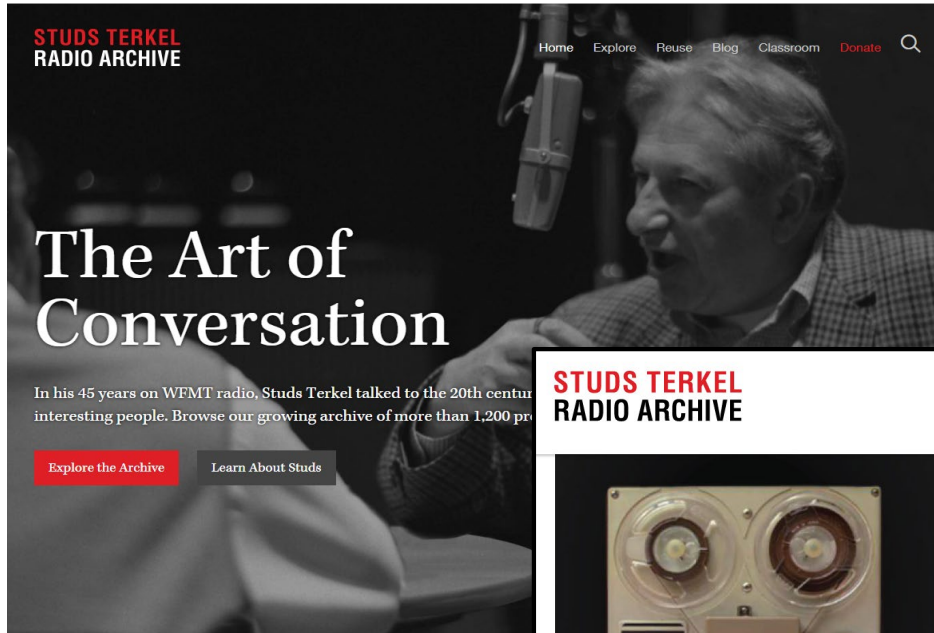 STUDS TERKEL
RADIO ARCHIVE
Home Explore Reuse Blog Classroom Donate
The Art of
Conversation
In his 45 years on WFMT radio, Studs Terkel talked to the 20th
interesting people. Browse our growing archive of more than 1,200
Explore the Archive Learn About Studs
STUDS TERKEL
RADIO ARCHIVE